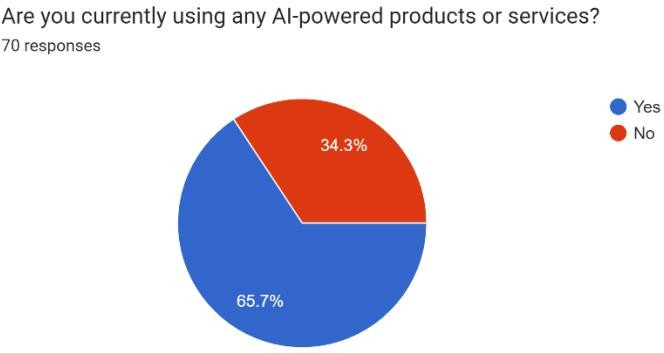 Are you currently using any AI-powered products or services?
70 responses
Yes
No
34.3%
65.7%